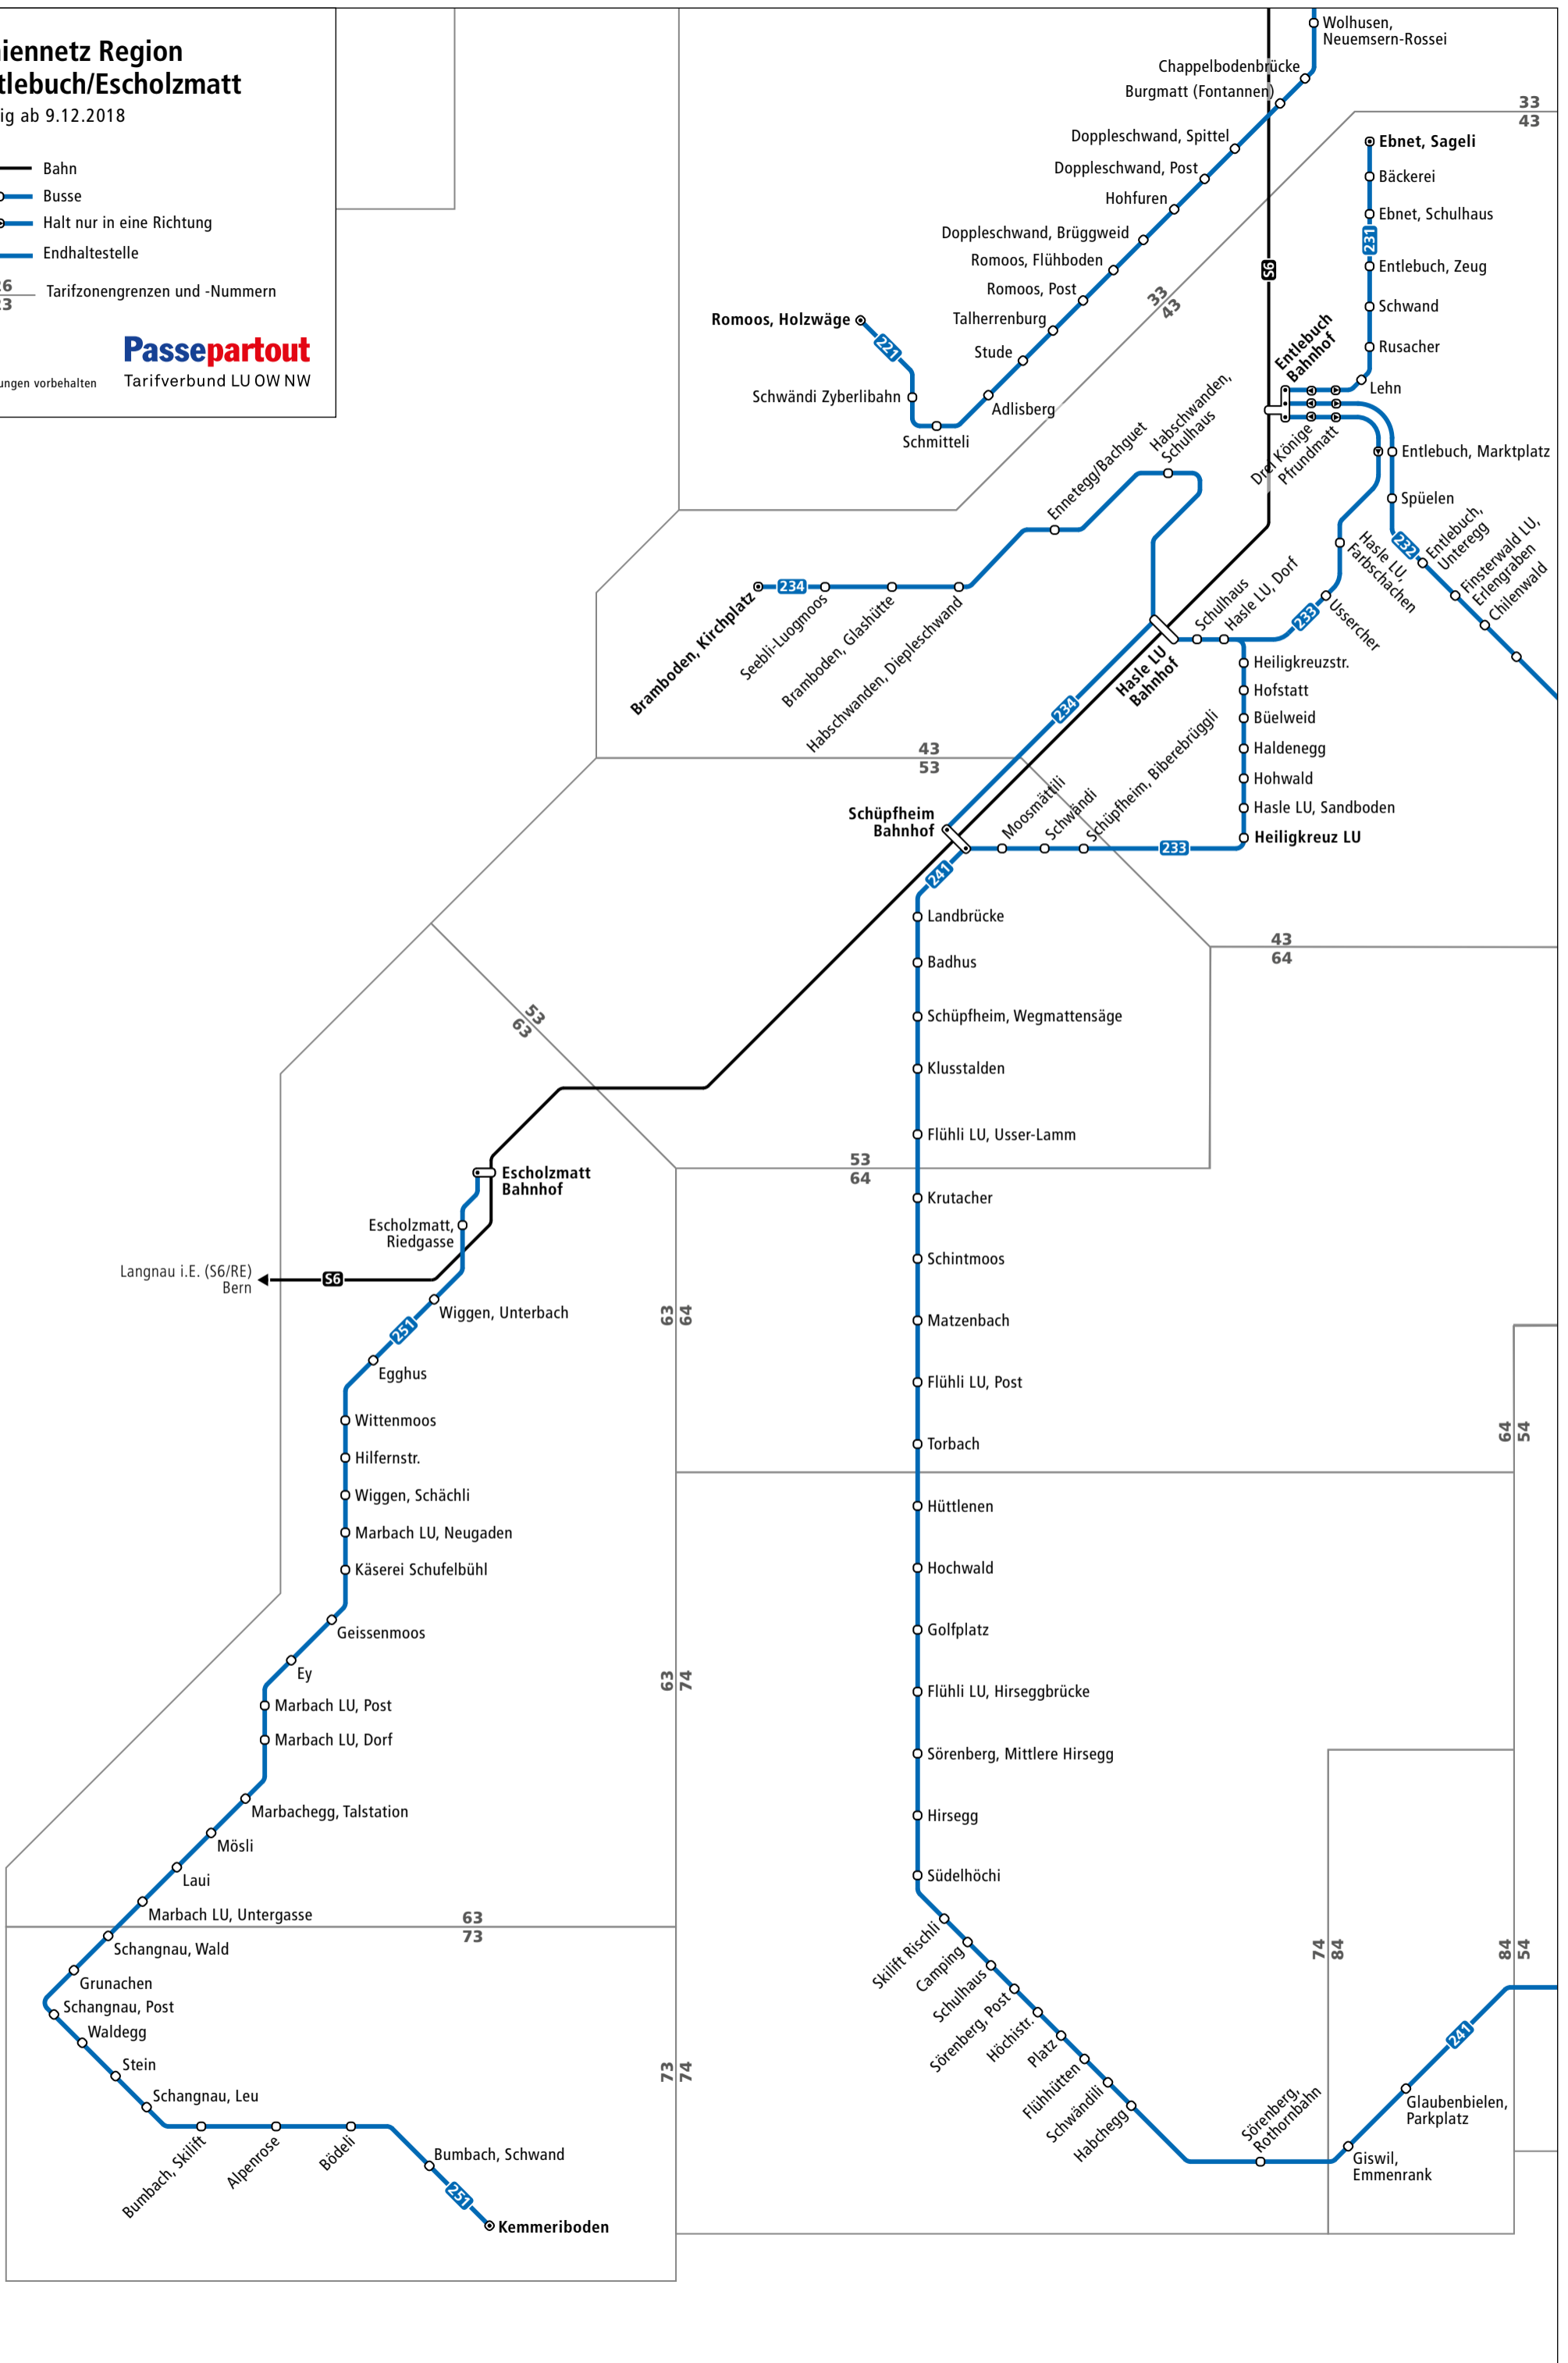 iennetz Region
tlebuch/Escholzmatt
ig ab 9.12.2018
Bahn
Busse
Halt nur in eine Richtung
Endhaltestelle
Tarifzonengrenzen und -Nummern
Passepartout
Tarifverbund LU OW NW
ungen vorbehalten
Wolhusen,
Neuemsern-Rossei
Chappelbodenbrücke
Burgmatt (Fontannen)
Doppleschwand, Spittel
Doppleschwand, Post
Hohfuren
Doppleschwand, Brüggweid
Romoos, Flühboden
Romoos, Post
Talherrenburg
Stude
Adlisberg
Schmitteli
Schwändi Zyberlibahn
221
Romoos, Holzwäge
33
43
33
43
S6
Ebnet, Sageli
Bäckerei
Ebnet, Schulhaus
231
Entlebuch, Zeug
Schwand
Rusacher
Lehn
Entlebuch
Bahnhof
Drei Könige
Pfrundmatt
Entlebuch, Marktplatz
Spüelen
232
Entlebuch,
Unteregg
Finsterwald LU,
Erlengraben
Chilenwald
Hasle LU,
Farbschachen
Ussercher
233
Hasle LU, Dorf
Schulhaus
Hasle LU
Bahnhof
Habschwanden,
Schulhaus
Ennetegg/Bachguet
Habschwanden, Diepleschwand
Bramboden, Glashütte
Seebli-Luogmoos
234
Bramboden, Kirchplatz
234
Heiligkreuzstr.
Hofstatt
Büelweid
Haldenegg
Hohwald
Hasle LU, Sandboden
Heiligkreuz LU
233
Schüpfheim, Biberebrüggli
Schwändi
Moosmättili
Schüpfheim
Bahnhof
43
53
43
64
53
63
53
64
241
Landbrücke
Badhus
Schüpfheim, Wegmattensäge
Klusstalden
Flühli LU, Usser-Lamm
Krutacher
Schintmoos
Matzenbach
Flühli LU, Post
Torbach
Hüttlenen
Hochwald
Golfplatz
Flühli LU, Hirseggbrücke
Sörenberg, Mittlere Hirsegg
Hirsegg
Südelhöchi
Skilift Rischli
Camping
Schulhaus
Sörenberg, Post
Höchistr.
Platz
Flühhütten
Schwändili
Habchegg
Sörenberg,
Rothornbahn
Giswil,
Emmenrank
Glaubenbielen,
Parkplatz
241
63
64
64
54
63
74
74
84
84
54
73
74
63
73
Escholzmatt
Bahnhof
Escholzmatt,
Riedgasse
Langnau i.E. (S6/RE)
Bern
S6
Wiggen, Unterbach
251
Egghus
Wittenmoos
Hilfernstr.
Wiggen, Schächli
Marbach LU, Neugaden
Käserei Schufelbühl
Geissenmoos
Ey
Marbach LU, Post
Marbach LU, Dorf
Marbachegg, Talstation
Mösli
Laui
Marbach LU, Untergasse
Schangnau, Wald
Grunachen
Schangnau, Post
Waldegg
Stein
Schangnau, Leu
Bumbach, Skilift
Alpenrose
Bödeli
Bumbach, Schwand
251
Kemmeriboden